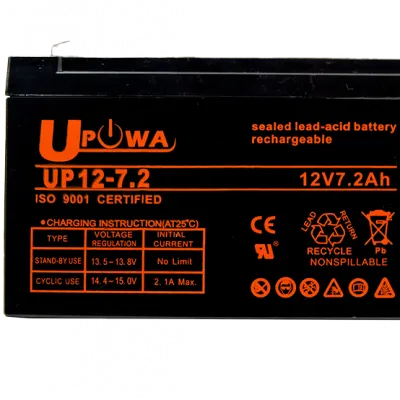 UPOWA
sealed lead-acid battery
rechargeable
UP12-7.2
12V7.2Ah
ISO 9001 CERTIFIED
●CHARGING INSTRUCTION(AT25℃)
TYPE VOLTAGE REGULATION INITIAL CURRENT
STAND-BY USE 13.5-13.8V No Limit
CYCLIC USE 14.4-15.0V 2.1A Max.
CE
LEAD RETURN
Pb
RECYCLE
NONSPILLABLE